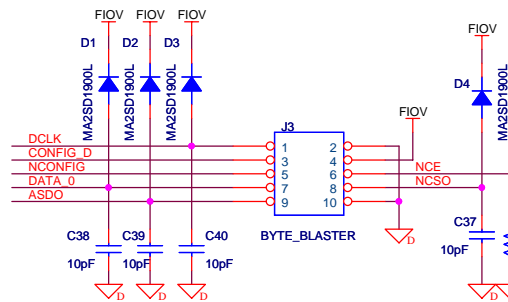 FIOV FIOV FIOV FIOV
D1 D2 D3
MA2SD1900L MA2SD1900L MA2SD1900L
D4
FIOV
J3
DCLK 1 2
CONFIG_D 3 4
NCONFIG 5 6 NCE
DATA_0 7 8 NCSO
ASDO 9 10
C38 C39 C40
10pF 10pF 10pF
BYTE_BLASTER
C37
10pF
D D D D D D